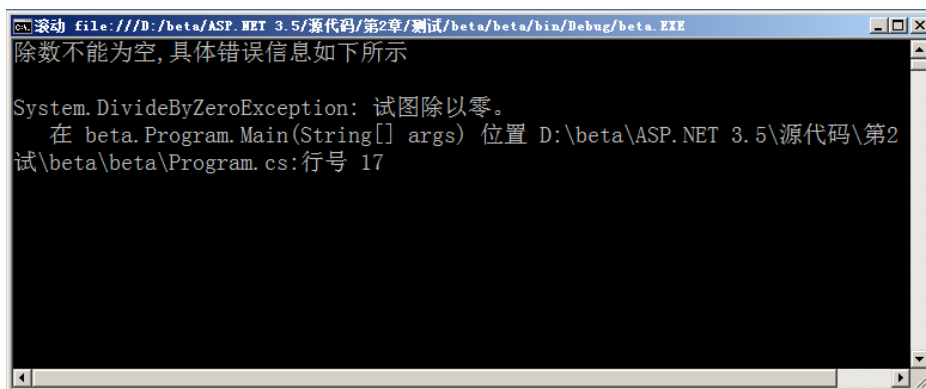 滚动 file:///D:/beta/ASP.NET 3.5/源代码/第2章/测试/beta/beta/bin/Debug/beta.EXE
除数不能为空,具体错误信息如下所示
System.DivideByZeroException: 试图除以零。
在 beta.Program.Main(String[] args) 位置 D:\beta\ASP.NET 3.5\源代码\第2
试\beta\beta\Program.cs:行号 17